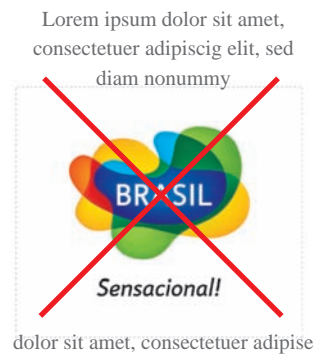 Lorem ipsum dolor sit amet,
consectetuer adipiscig elit, sed
diam nonummy
BRASIL
Sensacional!
dolor sit amet, consectetuer adipise